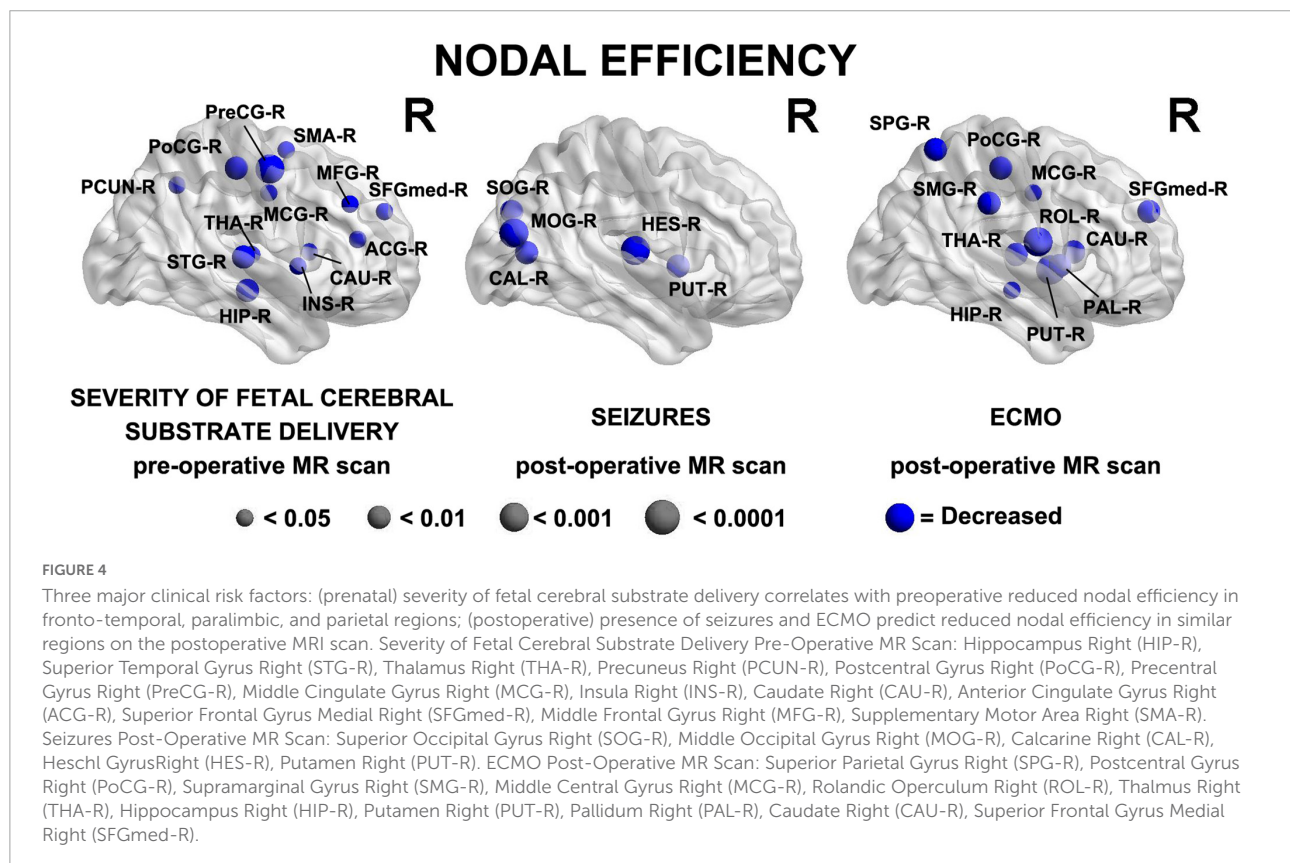 NODAL EFFICIENCY
R
PreCG-R
SMA-R
PoCG-R
MFG-R
SFGmed-R
PCUN-R
THA-R
MCG-R
ACG-R
STG-R
CAU-R
INS-R
HIP-R
R
SOG-R
MOG-R
HES-R
CAL-R
PUT-R
R
SPG-R
PoCG-R
MCG-R
SMG-R
SFGmed-R
ROL-R
THA-R
CAU-R
HIP-R
PAL-R
PUT-R
SEVERITY OF FETAL CEREBRAL
SUBSTRATE DELIVERY
pre-operative MR scan
SEIZURES
post-operative MR scan
ECMO
post-operative MR scan
< 0.05 < 0.01 < 0.001 < 0.0001 = Decreased
FIGURE 4
Three major clinical risk factors: (prenatal) severity of fetal cerebral substrate delivery correlates with preoperative reduced nodal efficiency in
fronto-temporal, paralimbic, and parietal regions; (postoperative) presence of seizures and ECMO predict reduced nodal efficiency in similar
regions on the postoperative MRI scan. Severity of Fetal Cerebral Substrate Delivery Pre-Operative MR Scan: Hippocampus Right (HIP-R),
Superior Temporal Gyrus Right (STG-R), Thalamus Right (THA-R), Precuneus Right (PCUN-R), Postcentral Gyrus Right (PoCG-R), Precentral
Gyrus Right (PreCG-R), Middle Cingulate Gyrus Right (MCG-R), Insula Right (INS-R), Caudate Right (CAU-R), Anterior Cingulate Gyrus Right
(ACG-R), Superior Frontal Gyrus Medial Right (SFGmed-R), Middle Frontal Gyrus Right (MFG-R), Supplementary Motor Area Right (SMA-R).
Seizures Post-Operative MR Scan: Superior Occipital Gyrus Right (SOG-R), Middle Occipital Gyrus Right (MOG-R), Calcarine Right (CAL-R),
Heschl GyrusRight (HES-R), Putamen Right (PUT-R). ECMO Post-Operative MR Scan: Superior Parietal Gyrus Right (SPG-R), Postcentral Gyrus
Right (PoCG-R), Supramarginal Gyrus Right (SMG-R), Middle Central Gyrus Right (MCG-R), Rolandic Operculum Right (ROL-R), Thalmus Right
(THA-R), Hippocampus Right (HIP-R), Putamen Right (PUT-R), Pallidum Right (PAL-R), Caudate Right (CAU-R), Superior Frontal Gyrus Medial
Right (SFGmed-R).